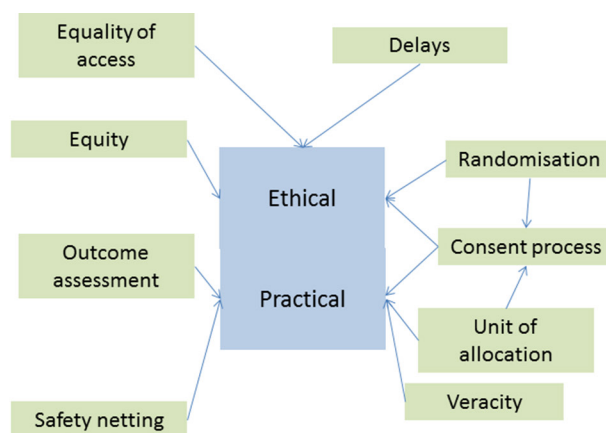 Equality of
access
Delays
Equity
Randomisation
Ethical
Outcome
assessment
Consent process
Practical
Unit of
allocation
Veracity
Safety netting